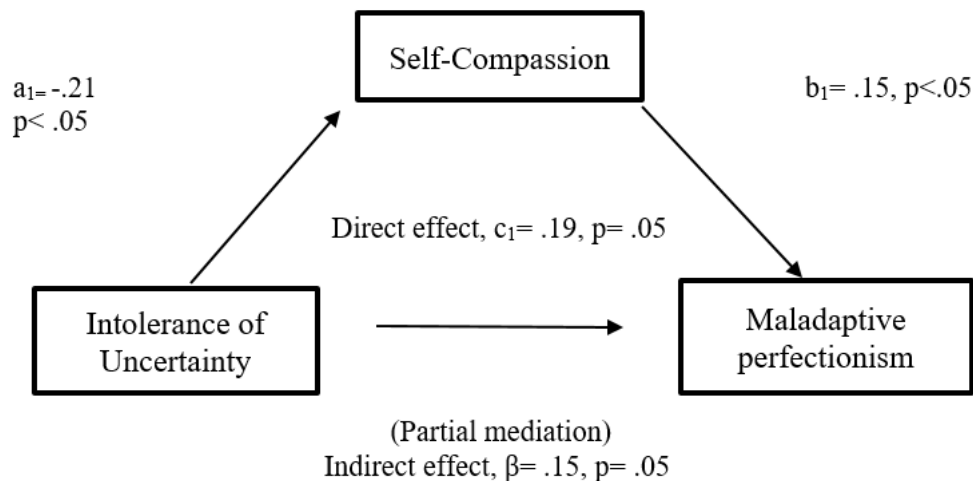 Self-Compassion
a₁= -.21
p< .05
b₁= .15, p<.05
Direct effect, c₁= .19, p= .05
Intolerance of
Uncertainty
Maladaptive
perfectionism
(Partial mediation)
Indirect effect, β= .15, p= .05